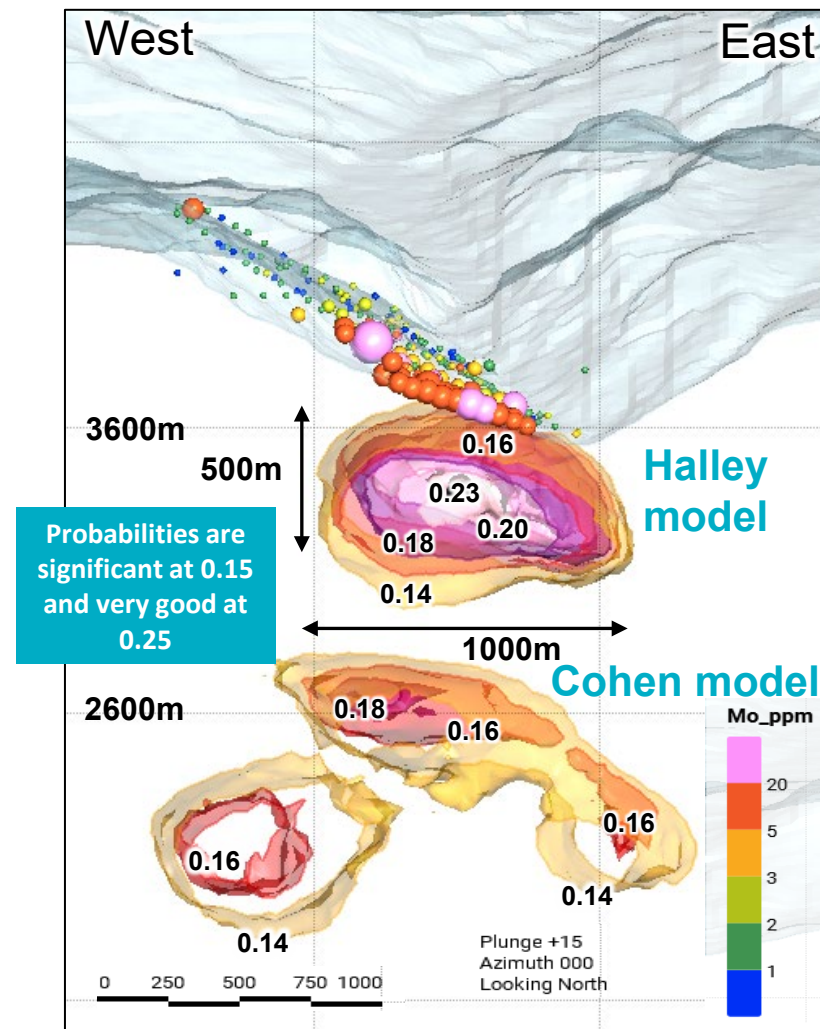 West
East
3600m
500m
0.16
0.23
0.20
0.18
0.14
Halley
model
Probabilities are
significant at 0.15
and very good at
0.25
1000m
Cohen model
2600m
0.18
0.16
0.16
0.14
0.16
0.14
Mo_ppm
20
5
3
2
1
Plunge +15
Azimuth 000
Looking North
0 250 500 750 1000